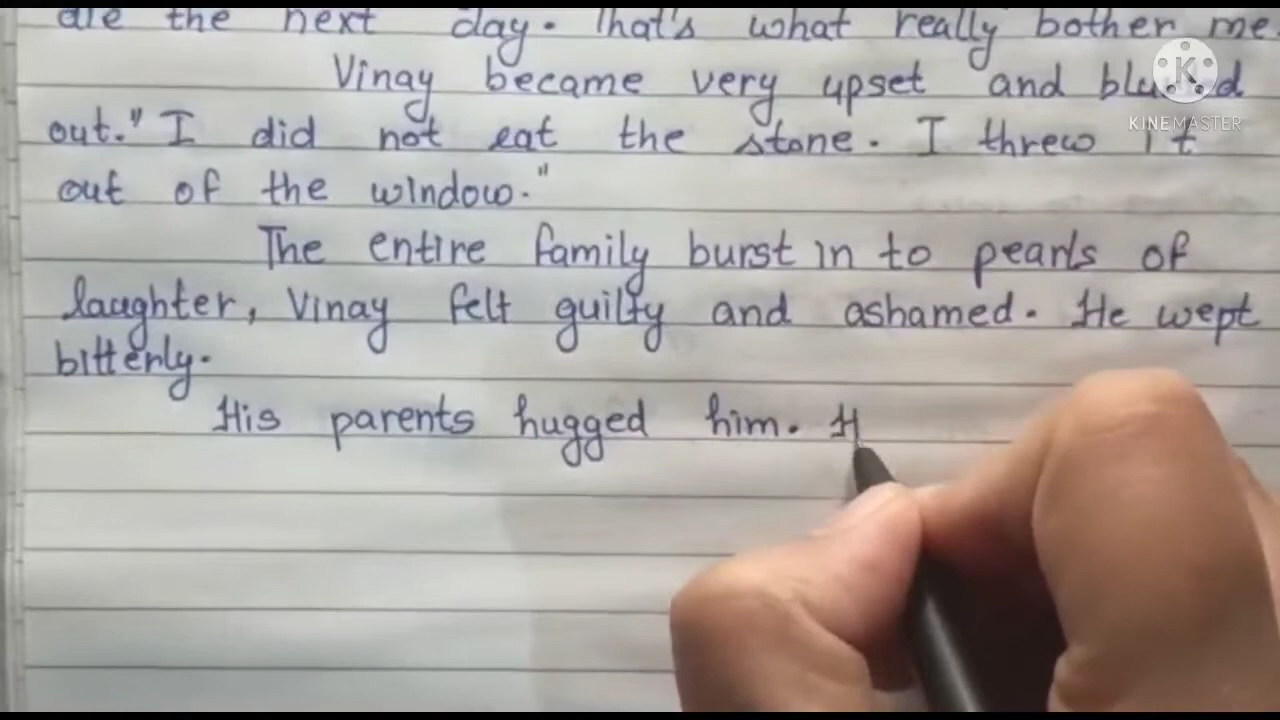 die the next day. That's what really bother me.
Vinay became very upset and
out." I did not eat the stone. I threw it
out of the window."
The entire family burst in to pearls of
laughter, Vinay felt guilty and ashamed. He wept
bitterly.
His parents hugged him. H
K
KINEMASTER